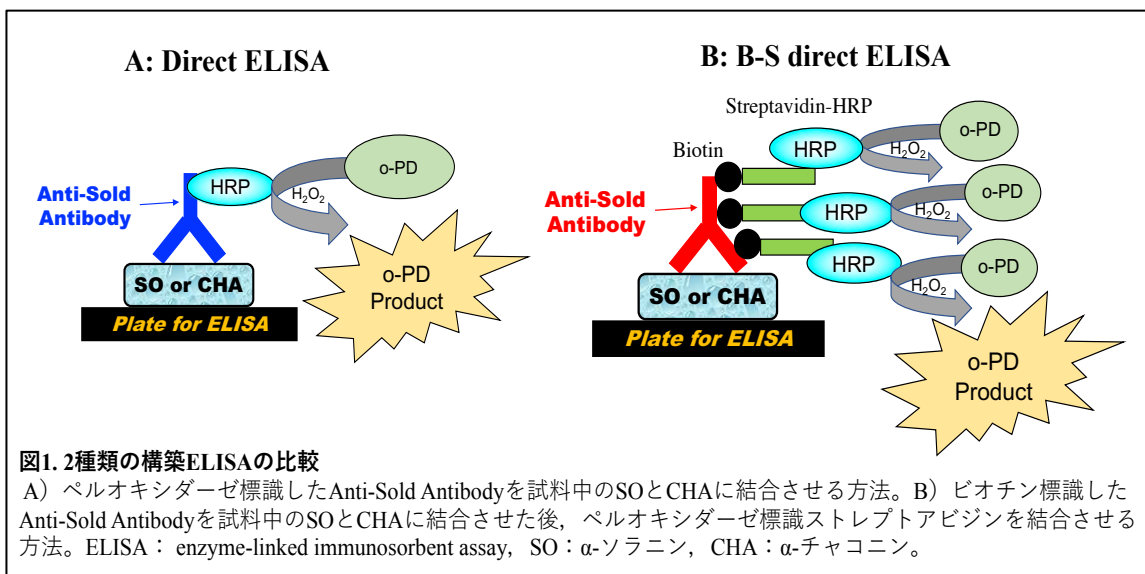 A: Direct ELISA
Anti-Sold
Antibody
HRP
H₂O₂
o-PD
SO or CHA
Plate for ELISA
o-PD
Product
B: B-S direct ELISA
Streptavidin-HRP
Biotin
Anti-Sold
Antibody
HRP
H₂O₂
o-PD
HRP
H₂O₂
o-PD
HRP
H₂O₂
o-PD
SO or CHA
Plate for ELISA
o-PD
Product
図1. 2種類の構築ELISAの比較
A）ペルオキシダーゼ標識したAnti-Sold Antibodyを試料中のSOとCHAに結合させる方法。B）ビオチン標識した
Anti-Sold Antibodyを試料中のSOとCHAに結合させた後，ペルオキシダーゼ標識ストレプトアビジンを結合させる
方法。ELISA： enzyme-linked immunosorbent assay，SO：α-ソラニン，CHA：α-チャコニン。